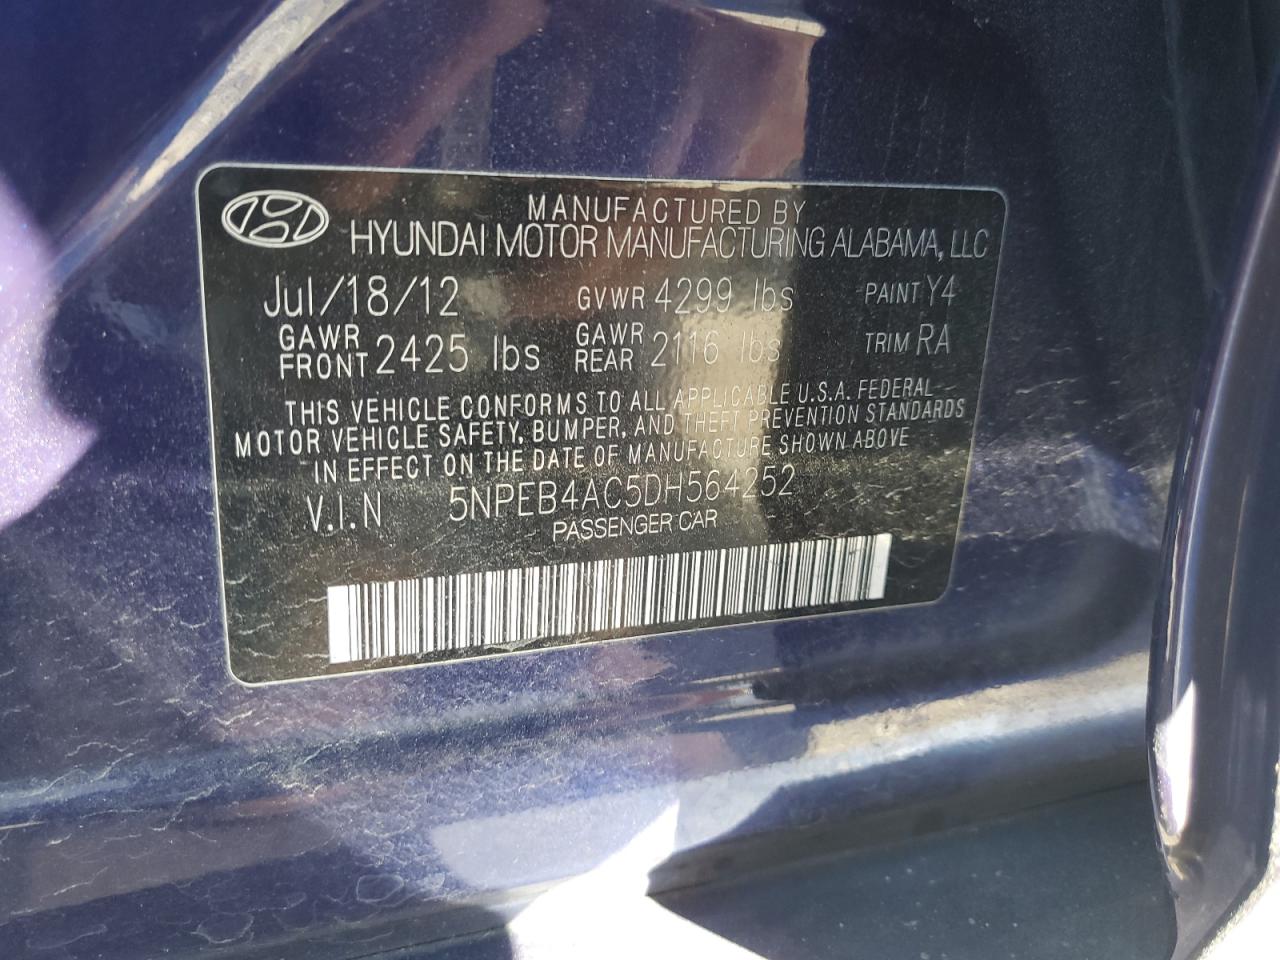 MANUFACTURED BY
HYUNDAI MOTOR MANUFACTURING ALABAMA, LLC
Jul/18/12 GVWR 4299 lbs PAINT Y4
GAWR FRONT 2425 lbs GAWR REAR 2116 lbs TRIM RA
THIS VEHICLE CONFORMS TO ALL APPLICABLE U.S.A. FEDERAL
MOTOR VEHICLE SAFETY, BUMPER, AND THEFT PREVENTION STANDARDS
IN EFFECT ON THE DATE OF MANUFACTURE SHOWN ABOVE
V.I.N 5NPEB4AC5DH564252
PASSENGER CAR